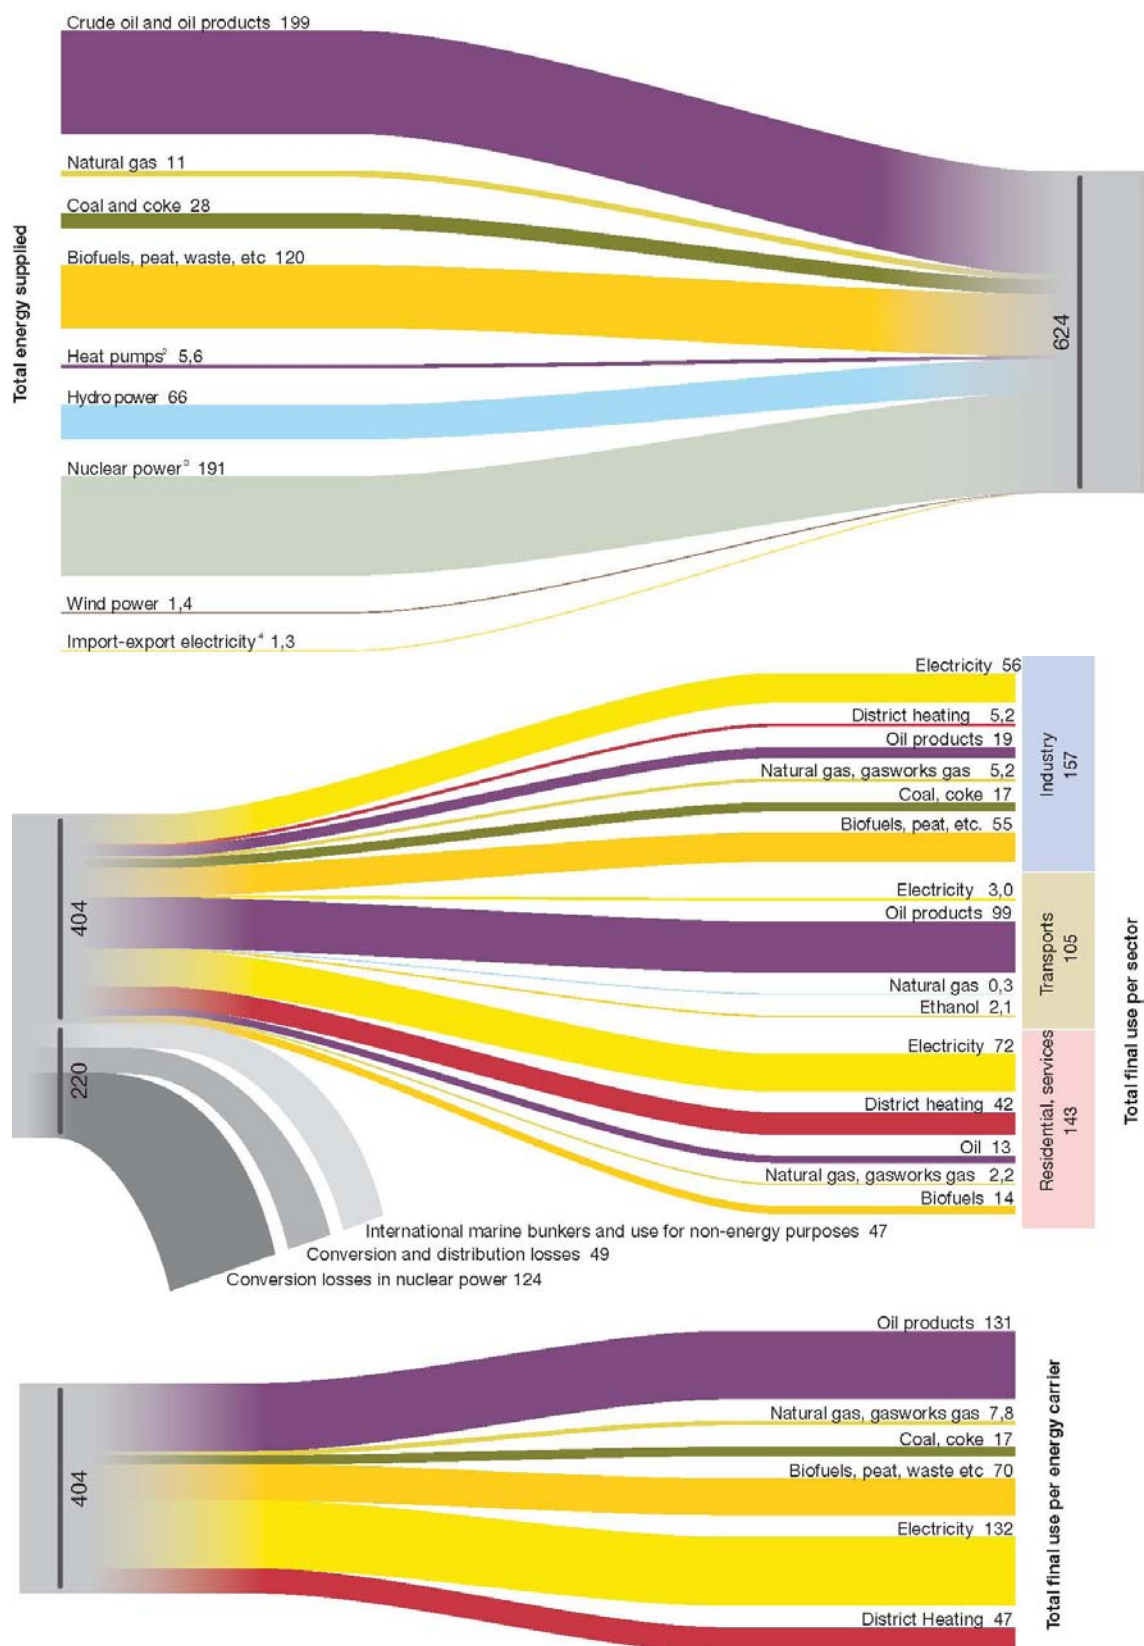 Crude oil and oil products 199
Natural gas 11
Coal and coke 28
Biofuels, peat, waste, etc 120
Heat pumps² 5,6
Hydro power 66
Nuclear power³ 191
Wind power 1,4
Import-export electricity⁴ 1,3
Total energy supplied
624
Electricity 56
District heating 5,2
Oil products 19
Natural gas, gasworks gas 5,2
Coal, coke 17
Biofuels, peat, etc. 55
Industry
157
Electricity 3,0
Oil products 99
Natural gas 0,3
Ethanol 2,1
Transports
105
Electricity 72
District heating 42
Oil 13
Natural gas, gasworks gas 2,2
Biofuels 14
Residential, services
143
Total final use per sector
404
220
International marine bunkers and use for non-energy purposes 47
Conversion and distribution losses 49
Conversion losses in nuclear power 124
Oil products 131
Natural gas, gasworks gas 7,8
Coal, coke 17
Biofuels, peat, waste etc 70
Electricity 132
District Heating 47
404
Total final use per energy carrier